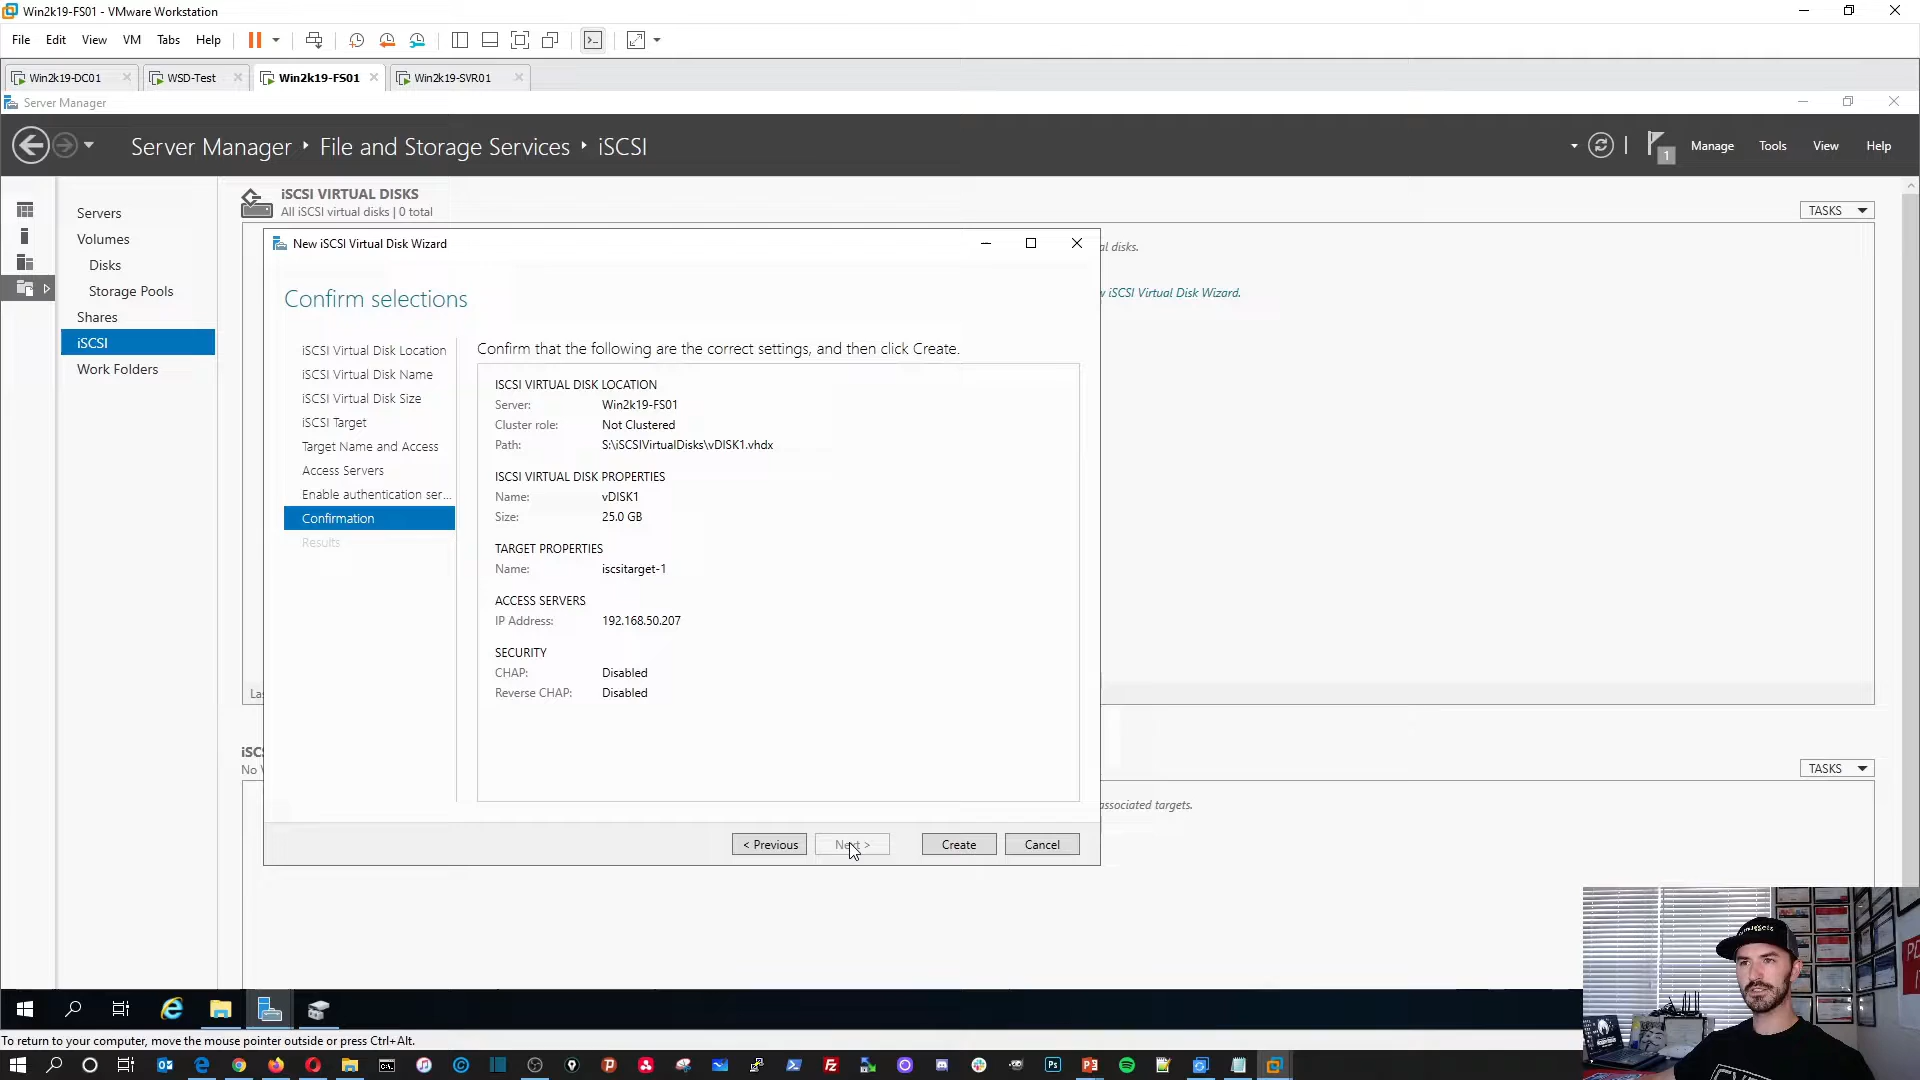 Win2k19-FS01 - VMware Workstation
File Edit View VM Tabs Help
Win2k19-DC01
WSD-Test
Win2k19-FS01
Win2k19-SVR01
Server Manager
Server Manager ‣ File and Storage Services ‣ iSCSI
1
Manage Tools View Help
Servers
Volumes
Disks
Storage Pools
Shares
iSCSI
Work Folders
iSCSI VIRTUAL DISKS
All iSCSI virtual disks | 0 total
TASKS
al disks.
iSCSI Virtual Disk Wizard.
New iSCSI Virtual Disk Wizard
Confirm selections
iSCSI Virtual Disk Location
iSCSI Virtual Disk Name
iSCSI Virtual Disk Size
iSCSI Target
Target Name and Access
Access Servers
Enable authentication ser...
Confirmation
Results
Confirm that the following are the correct settings, and then click Create.
ISCSI VIRTUAL DISK LOCATION
Server: Win2k19-FS01
Cluster role: Not Clustered
Path: S:\iSCSIVirtualDisks\vDISK1.vhdx
ISCSI VIRTUAL DISK PROPERTIES
Name: vDISK1
Size: 25.0 GB
TARGET PROPERTIES
Name: iscsitarget-1
ACCESS SERVERS
IP Address: 192.168.50.207
SECURITY
CHAP: Disabled
Reverse CHAP: Disabled
< Previous
Next >
Create
Cancel
Las
iSCS
No V
TASKS
associated targets.
To return to your computer, move the mouse pointer outside or press Ctrl+Alt.